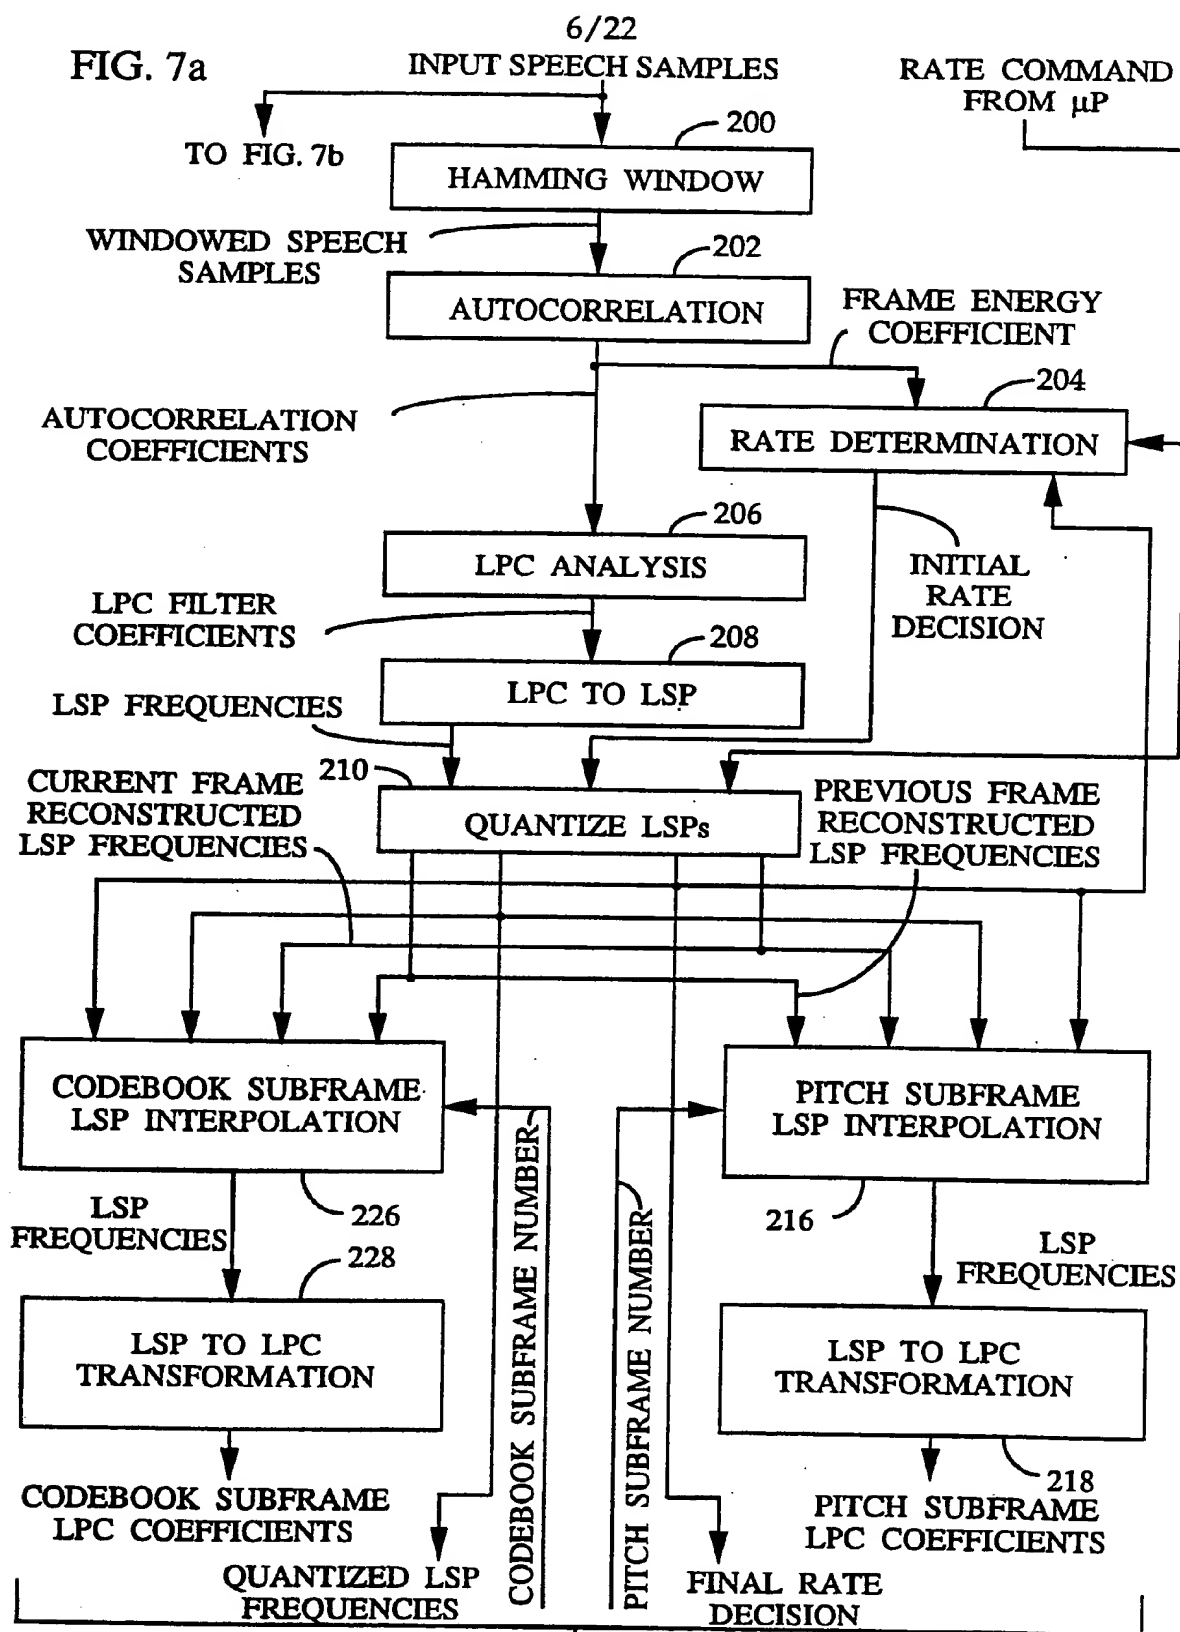 6/22
FIG. 7a
INPUT SPEECH SAMPLES
RATE COMMAND
FROM µP
TO FIG. 7b
200
HAMMING WINDOW
WINDOWED SPEECH
SAMPLES
202
AUTOCORRELATION
FRAME ENERGY
COEFFICIENT
204
AUTOCORRELATION
COEFFICIENTS
RATE DETERMINATION
206
LPC ANALYSIS
INITIAL
RATE
DECISION
LPC FILTER
COEFFICIENTS
208
LPC TO LSP
LSP FREQUENCIES
210
CURRENT FRAME
RECONSTRUCTED
LSP FREQUENCIES
QUANTIZE LSPs
PREVIOUS FRAME
RECONSTRUCTED
LSP FREQUENCIES
CODEBOOK SUBFRAME
LSP INTERPOLATION
PITCH SUBFRAME
LSP INTERPOLATION
226
216
LSP
FREQUENCIES
LSP
FREQUENCIES
228
CODEBOOK SUBFRAME NUMBER
PITCH SUBFRAME NUMBER
LSP TO LPC
TRANSFORMATION
LSP TO LPC
TRANSFORMATION
218
CODEBOOK SUBFRAME
LPC COEFFICIENTS
PITCH SUBFRAME
LPC COEFFICIENTS
QUANTIZED LSP
FREQUENCIES
FINAL RATE
DECISION